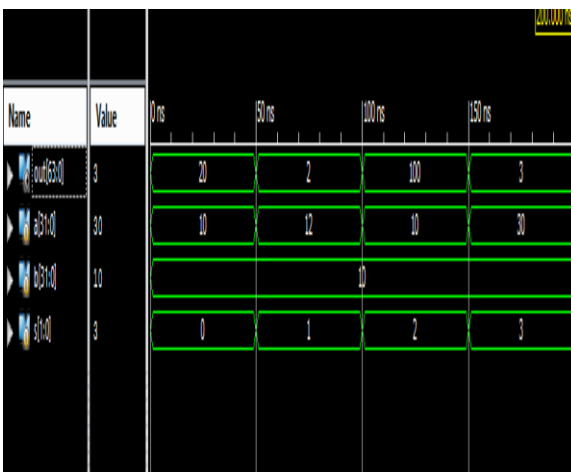 200.000 ns
Name Value 0 ns 50 ns 100 ns 150 ns
out[63:0] 3 20 2 100 3
a[31:0] 30 10 12 10 30
b[31:0] 10 10
s[1:0] 3 0 1 2 3